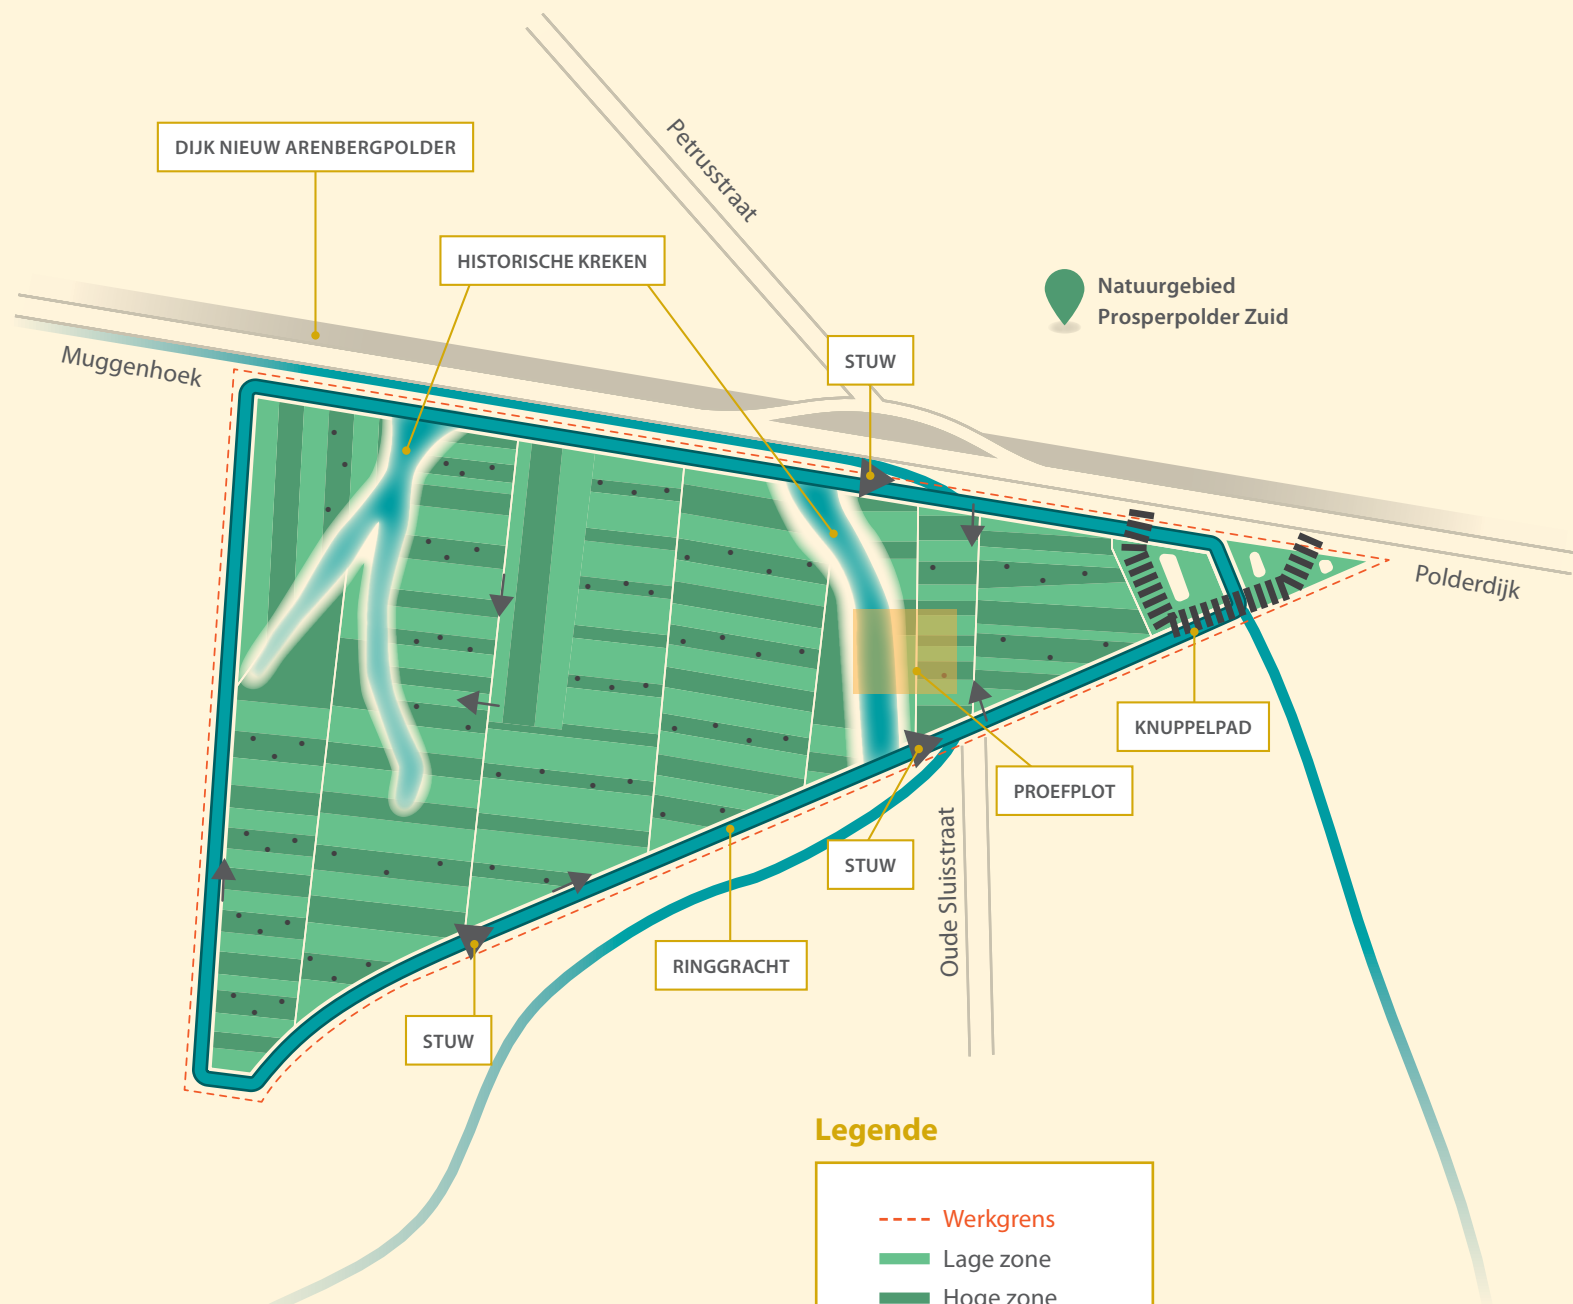 Petrusstraat
DIJK NIEUW ARENBERGPOLDER
HISTORISCHE KREKEN
Natuurgebied
Prosperpolder Zuid
STUW
Muggenhoek
Polderdijk
KNUPPELPAD
PROEFPLOT
STUW
Oude Sluisstraat
RINGGRACHT
STUW
Legende
Werkgrens
Lage zone
Hoge zone